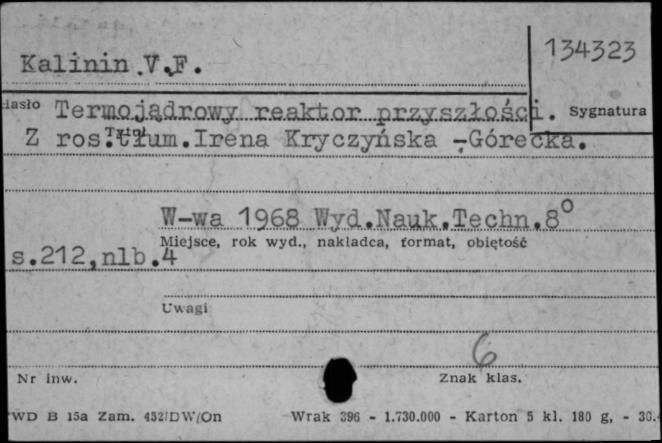 134323
Kalinin .V.F.
Hasło Termojądrowy reaktor przyszłości. Sygnatura
Tytuł
Z ros.tłum.Irena Kryczyńska -Górecka.
W-wa 1968 Wyd.Nauk.Techn.8°
Miejsce, rok wyd., nakładca, format, objętość
s.212,nlb.4
Uwagi
6
Nr inw. Znak klas.
WD B 15a Zam. 452/DW/On Wrak 396 - 1.730.000 - Karton 5 kl. 180 g, -